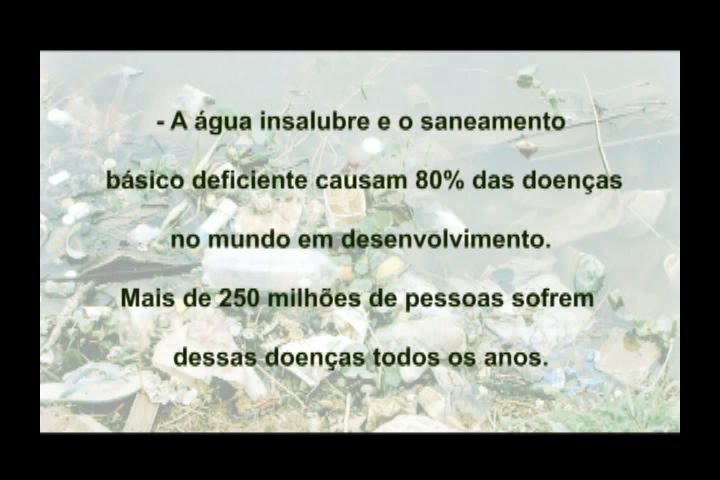 - A água insalubre e o saneamento
básico deficiente causam 80% das doenças
no mundo em desenvolvimento.
Mais de 250 milhões de pessoas sofrem
dessas doenças todos os anos.